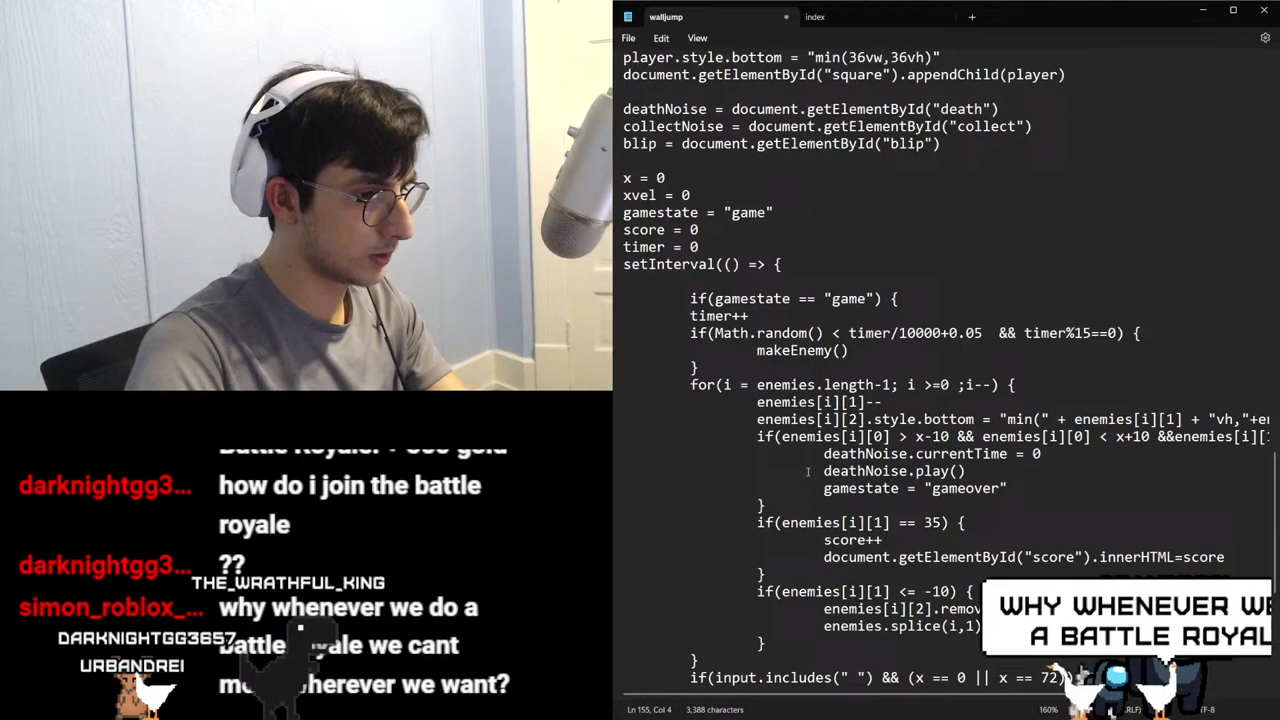 walljump
index
File Edit View
player.style.bottom = "min(36vw,36vh)"
document.getElementById("square").appendChild(player)
deathNoise = document.getElementById("death")
collectNoise = document.getElementById("collect")
blip = document.getElementById("blip")
x = 0
xvel = 0
gamestate = "game"
score = 0
timer = 0
setInterval(() => {
if(gamestate == "game") {
timer++
if(Math.random() < timer/10000+0.05  && timer%15==0) {
makeEnemy()
}
for(i = enemies.length-1; i >=0 ;i--) {
enemies[i][1]--
enemies[i][2].style.bottom = "min(" + enemies[i][1] + "vh,"+en
if(enemies[i][0] > x-10 && enemies[i][0] < x+10 &&enemies[i][1
deathNoise.currentTime = 0
deathNoise.play()
gamestate = "gameover"
}
if(enemies[i][1] == 35) {
score++
document.getElementById("score").innerHTML=score
}
if(enemies[i][1] <= -10) {
enemies[i][2].remov
enemies.splice(i,1)
}
}
if(input.includes(" ") && (x == 0 || x == 72)
Ln 155, Col 4
3,388 characters
160%
darknightgg3... how do i join the battle
royale
darknightgg3... ??
THE_WRATHFUL_KING
simon_roblox_... why whenever we do a
DARKNIGHTGG3657
battle
URBANDREI
wherever we want?
WHY WHENEVER WE
A BATTLE ROYAL